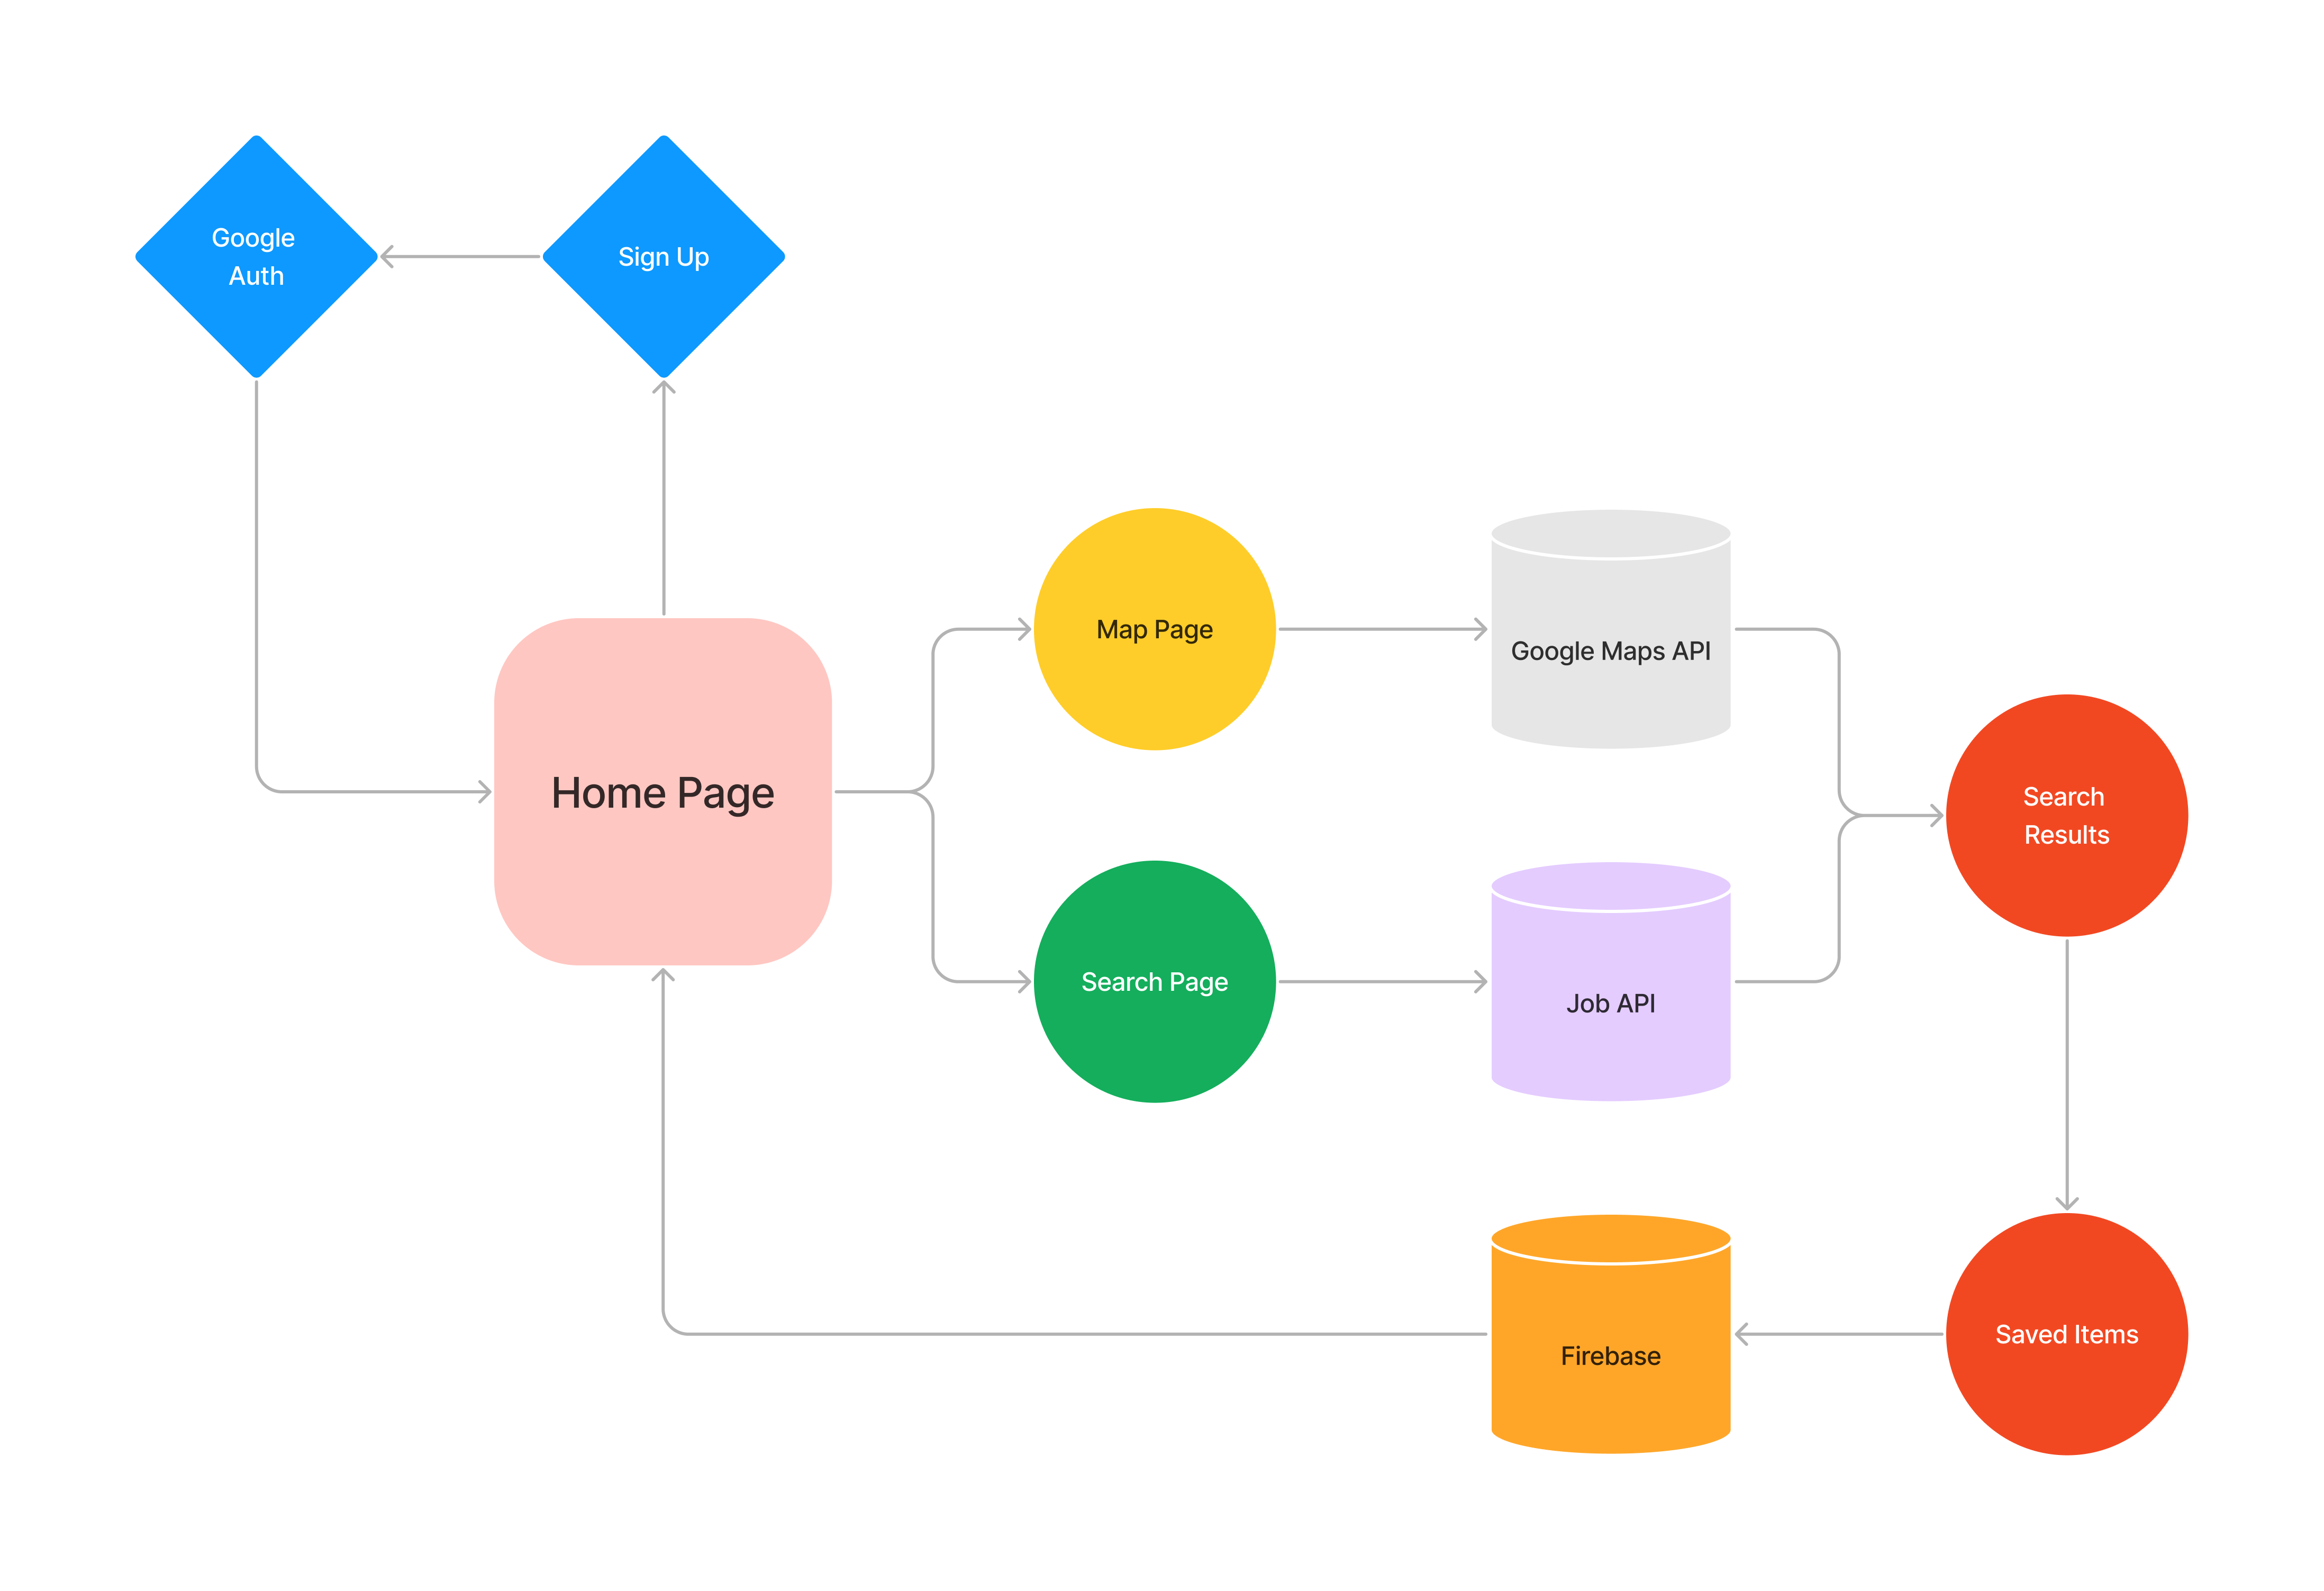 Google
Auth
Sign Up
Map Page
Google Maps API
Home Page
Search
Results
Search Page
Job API
Firebase
Saved Items